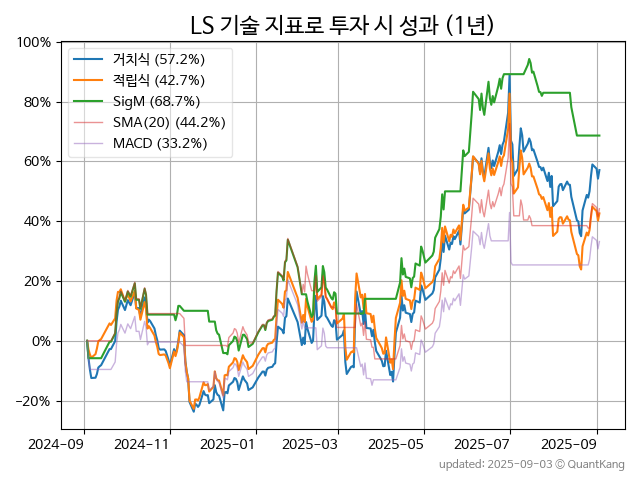 LS 기술 지표로 투자 시 성과 (1년)
거치식 (57.2%)
적립식 (42.7%)
SigM (68.7%)
SMA(20) (44.2%)
MACD (33.2%)
100%
80%
60%
40%
20%
0%
−20%
2024-09 2024-11 2025-01 2025-03 2025-05 2025-07 2025-09
updated: 2025-09-03 © QuantKang